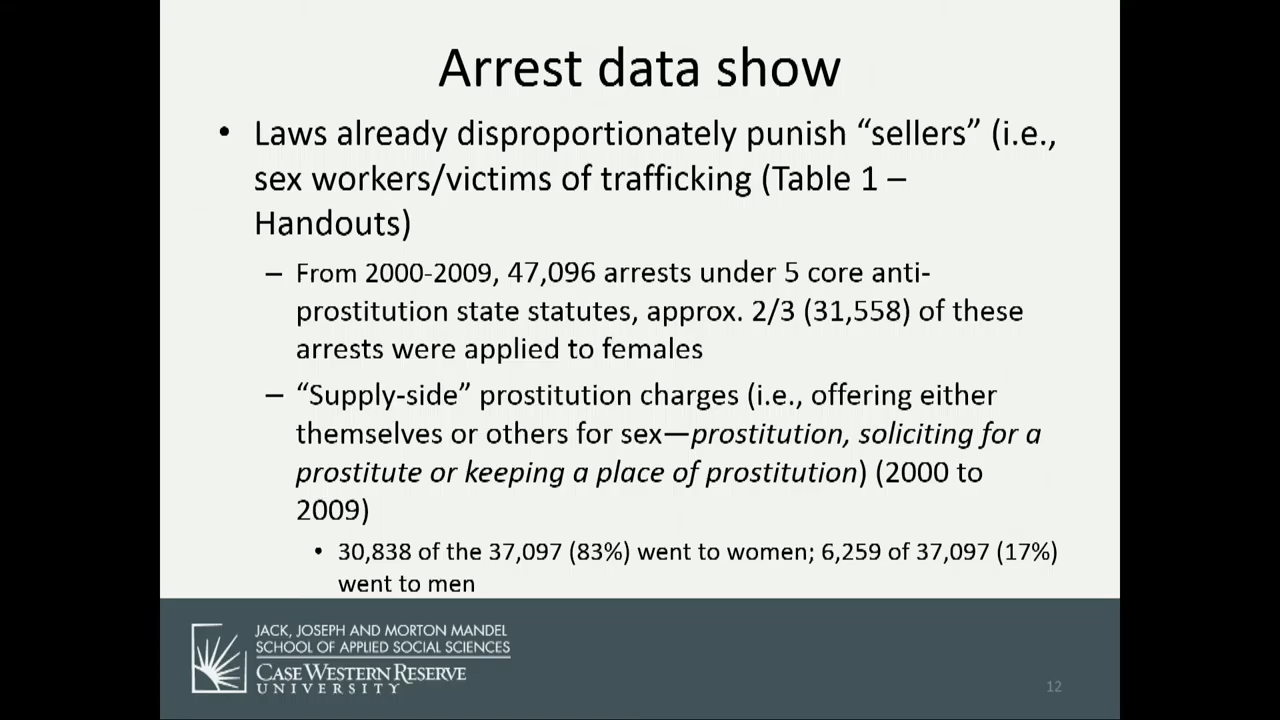 Arrest data show
• Laws already disproportionately punish “sellers” (i.e.,
sex workers/victims of trafficking (Table 1 –
Handouts)
– From 2000-2009, 47,096 arrests under 5 core anti-
prostitution state statutes, approx. 2/3 (31,558) of these
arrests were applied to females
– “Supply-side” prostitution charges (i.e., offering either
themselves or others for sex—prostitution, soliciting for a
prostitute or keeping a place of prostitution) (2000 to
2009)
• 30,838 of the 37,097 (83%) went to women; 6,259 of 37,097 (17%)
went to men
JACK, JOSEPH AND MORTON MANDEL
SCHOOL OF APPLIED SOCIAL SCIENCES
CASE WESTERN RESERVE
UNIVERSITY
12